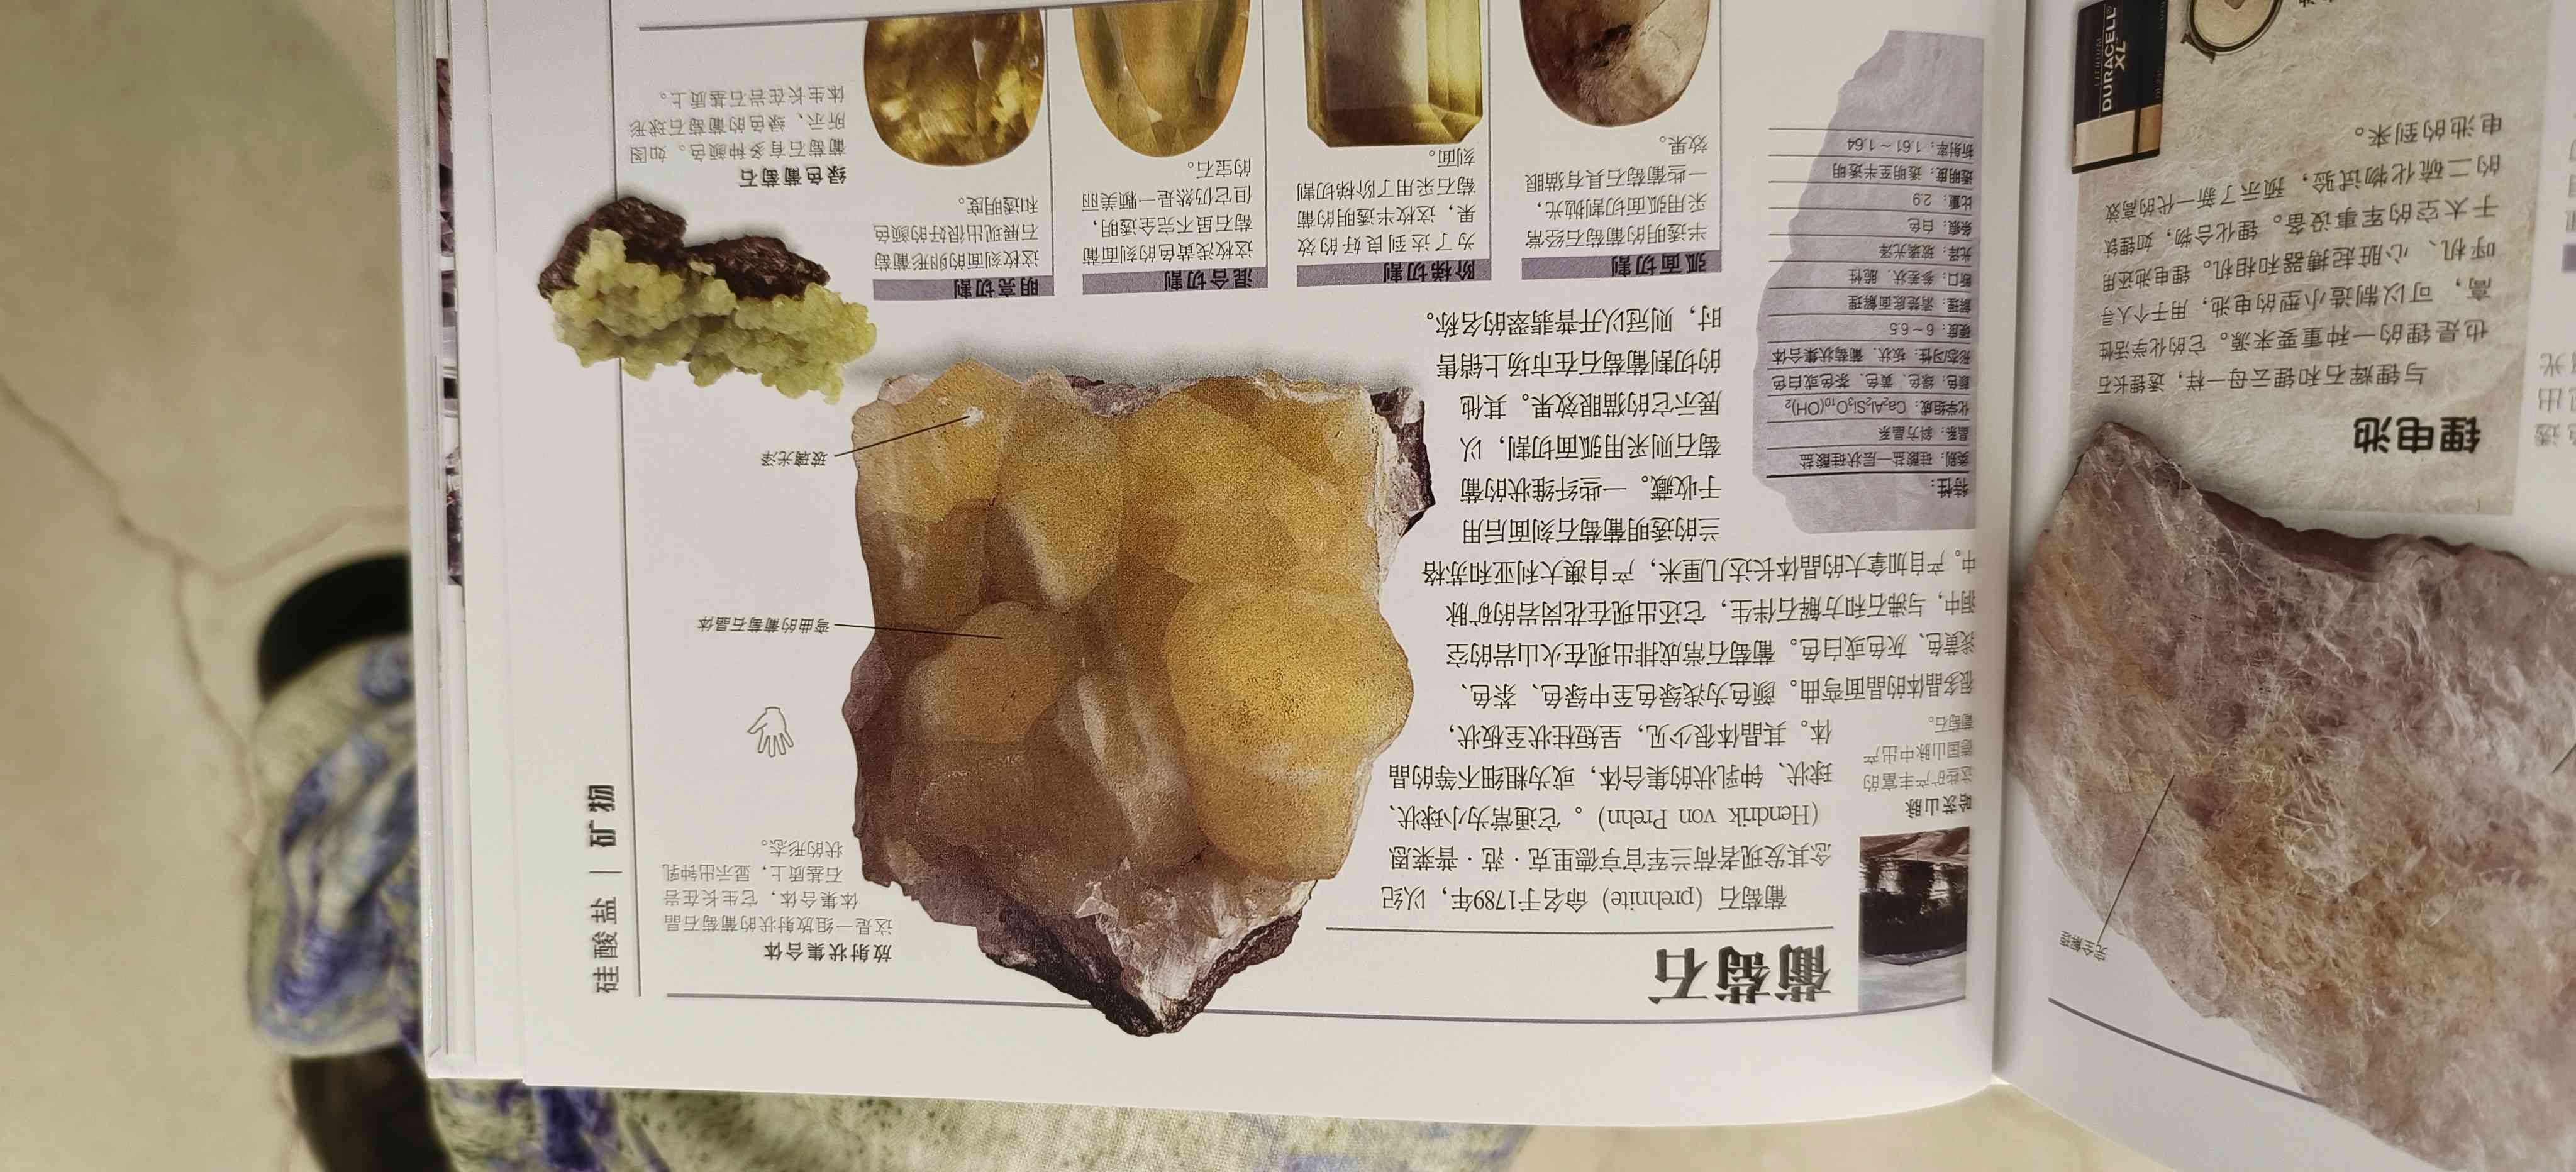 葡萄石
葡萄石（prehnite）命名于1789年，以纪
念其发现者荷兰军官亨德里克·范·普莱恩
（Hendrik von Prehn）。它通常为小球状、
球状、钟乳状的集合体，或为粗细不等的晶
体。其晶体很少见，呈短柱状至板状，
很多晶体的晶面弯曲。颜色为浅绿色至中绿色、茶色、
浅黄色、灰色或白色。葡萄石常成排出现在火山岩的空
洞中，与沸石和方解石伴生，它还出现在花岗岩的矿脉
中。产自加拿大的晶体长达几厘米，产自澳大利亚和苏格
兰的透明葡萄石刻面后用
于收藏。一些纤维状的葡
萄石则采用弧面切割，以
展示它的猫眼效果。其他
的切割葡萄石在市场上销售
时，则冠以开普翡翠的名称。
哈茨山脉
这些矿产丰富的
德国山脉中出产
葡萄石。
特性：
类别：硅酸盐—层状硅酸盐
晶系：斜方晶系
化学组成：Ca2Al2Si3O10(OH)2
颜色：绿色、黄色、茶色或白色
形态习性：板状、葡萄状集合体
硬度：6～6.5
解理：清楚底面解理
断口：参差状、脆性
光泽：玻璃光泽
条痕：白色
比重：2.9
透明度：透明至半透明
折射率：1.61～1.64
放射状集合体
这是一组放射状的葡萄石晶
体集合体，它生长在岩
石基质上，显示出钟乳
状的形态。
弯曲的葡萄石晶体
玻璃光泽
弧面切割
半透明的葡萄石经常
采用弧面切割抛光，
一些葡萄石具有猫眼
效果。
阶梯切割
为了达到良好的效
果，这枚半透明的葡
萄石采用了阶梯切割
刻面。
混合切割
这枚浅黄色的刻面葡
萄石虽不完全透明，
但它仍然是一颗美丽
的宝石。
明亮切割
这枚刻面的卵形葡萄
石展现出很好的颜色
和透明度。
绿色葡萄石
葡萄石有多种颜色。如图
所示，绿色的葡萄石球形
体生长在岩石基质上。
硅酸盐 | 矿物
完全解理
锂电池
与锂辉石和锂云母一样，透锂长石
也是锂的一种重要来源。它的化学活性
高，可以制造小型的电池，用于个人寻
呼机、心脏起搏器和相机。锂电池还用
于太空的军事设备。锂化合物，如锂钛
的二硫化物试验，预示了新一代的高效
电池的到来。
LITHIUM
DURACELL
XL